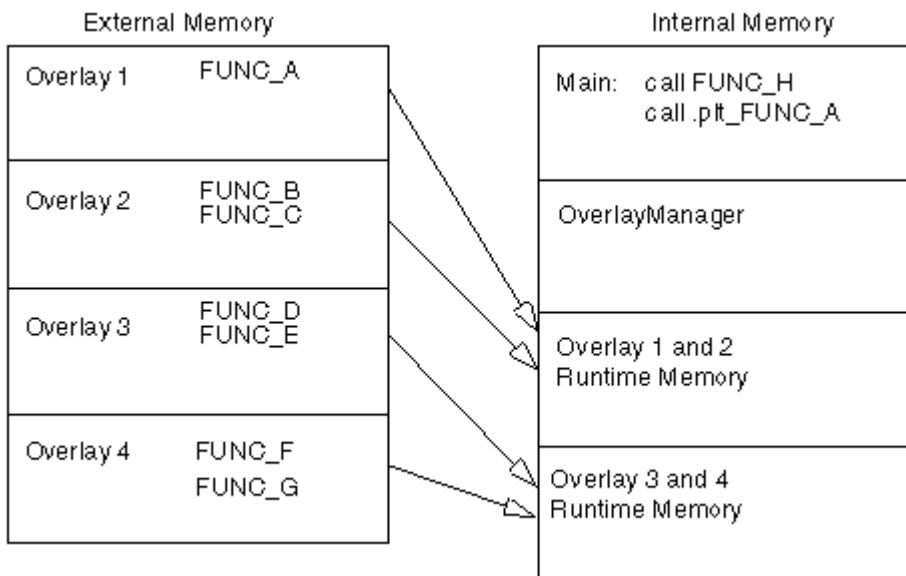 External Memory
Overlay 1 FUNC_A
Overlay 2 FUNC_B
FUNC_C
Overlay 3 FUNC_D
FUNC_E
Overlay 4 FUNC_F
FUNC_G
Internal Memory
Main: call FUNC_H
call .plt_FUNC_A
OverlayManager
Overlay 1 and 2
Runtime Memory
Overlay 3 and 4
Runtime Memory